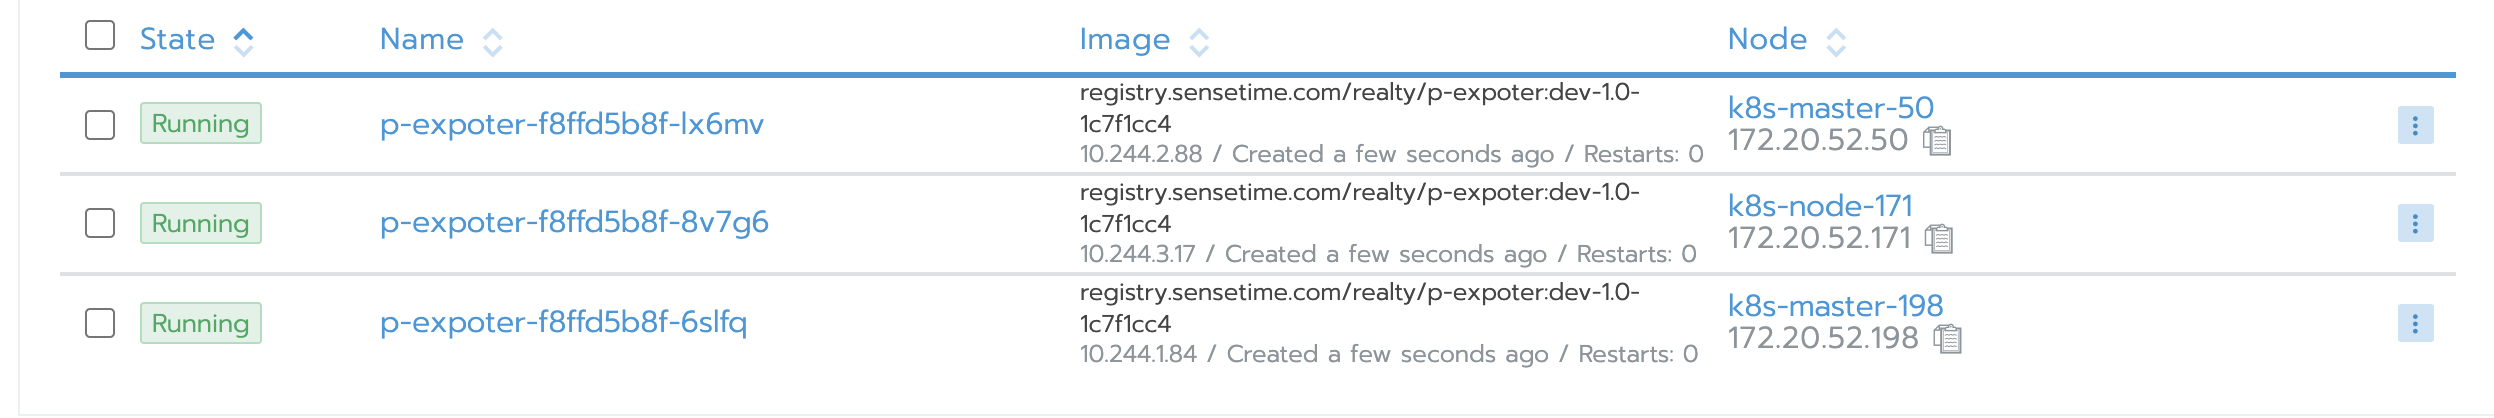 State Name Image Node
Running p-expoter-f8ffd5b8f-lx6mv registry.sensetime.com/realty/p-expoter:dev-1.0-
1c7f1cc4
10.244.2.88 / Created a few seconds ago / Restarts: 0
k8s-master-50
172.20.52.50
Running p-expoter-f8ffd5b8f-8v7g6 registry.sensetime.com/realty/p-expoter:dev-1.0-
1c7f1cc4
10.244.3.17 / Created a few seconds ago / Restarts: 0
k8s-node-171
172.20.52.171
Running p-expoter-f8ffd5b8f-6slfq registry.sensetime.com/realty/p-expoter:dev-1.0-
1c7f1cc4
10.244.1.84 / Created a few seconds ago / Restarts: 0
k8s-master-198
172.20.52.198